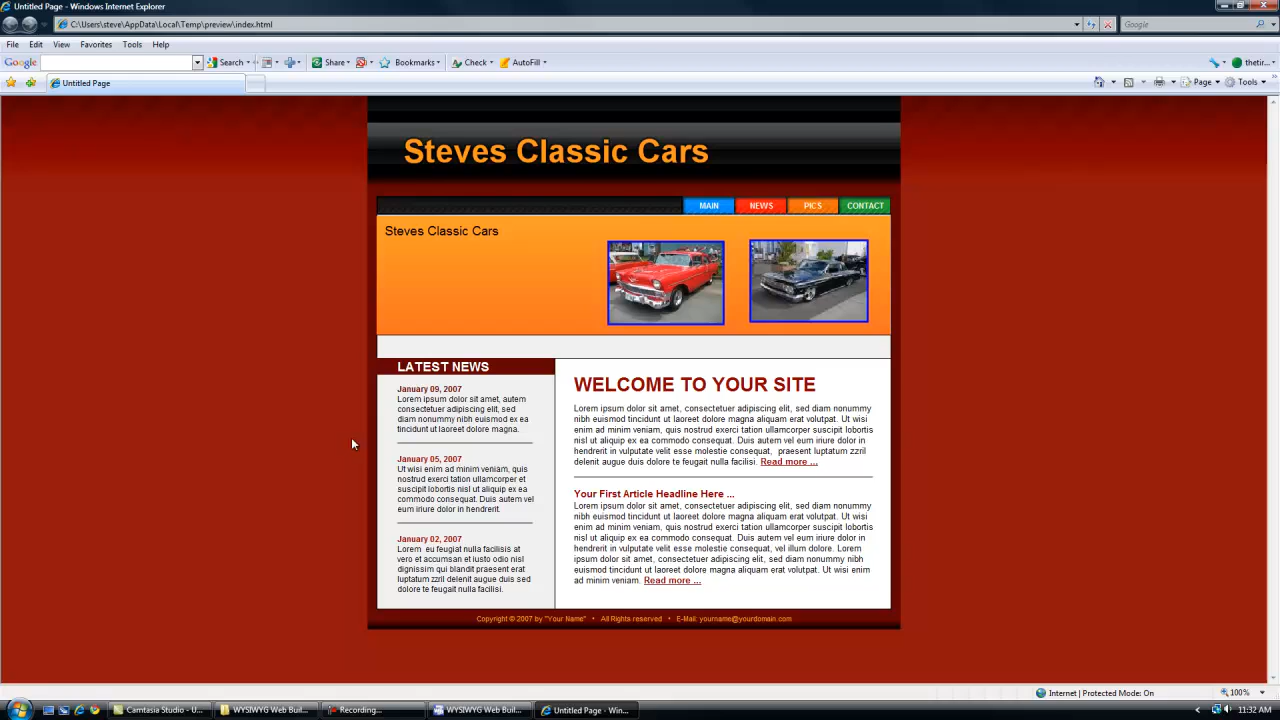 Untitled Page - Windows Internet Explorer
C:\Users\steve\AppData\Local\Temp\preview\index.html
Google
File Edit View Favorites Tools Help
Google Search Share Bookmarks Check AutoFill thetir...
Untitled Page Page Tools
Steves Classic Cars
MAIN NEWS PICS CONTACT
Steves Classic Cars
LATEST NEWS
January 09, 2007
Lorem ipsum dolor sit amet, autem
consectetuer adipiscing elit, sed
diam nonummy nibh euismod ex ea
tincidunt ut laoreet dolore magna.
January 05, 2007
Ut wisi enim ad minim veniam, quis
nostrud exerci tation ullamcorper et
suscipit lobortis nisl ut aliquip ex ea
commodo consequat. Duis autem vel
eum iriure dolor in hendrerit.
January 02, 2007
Lorem eu feugiat nulla facilisis at
vero et accumsan et iusto odio nisl
dignissim qui blandit praesent erat
luptatum zzril delenit augue duis sed
dolore te feugait nulla facilisi.
WELCOME TO YOUR SITE
Lorem ipsum dolor sit amet, consectetuer adipiscing elit, sed diam nonummy
nibh euismod tincidunt ut laoreet dolore magna aliquam erat volutpat. Ut wisi
enim ad minim veniam, quis nostrud exerci tation ullamcorper suscipit lobortis
nisl ut aliquip ex ea commodo consequat. Duis autem vel eum iriure dolor in
hendrerit in vulputate velit esse molestie consequat, praesent luptatum zzril
delenit augue duis dolore te feugait nulla facilisi. Read more ...
Your First Article Headline Here ...
Lorem ipsum dolor sit amet, consectetuer adipiscing elit, sed diam nonummy
nibh euismod tincidunt ut laoreet dolore magna aliquam erat volutpat. Ut wisi
enim ad minim veniam, quis nostrud exerci tation ullamcorper suscipit lobortis
nisl ut aliquip ex ea commodo consequat. Duis autem vel eum iriure dolor in
hendrerit in vulputate velit esse molestie consequat, vel illum dolore. Lorem
ipsum dolor sit amet, consectetuer adipiscing elit, sed diam nonummy nibh
euismod tincidunt ut laoreet dolore magna aliquam erat volutpat. Ut wisi enim
ad minim veniam. Read more ...
Copyright © 2007 by "Your Name" • All Rights reserved • E-Mail: yourname@yourdomain.com
Internet | Protected Mode: On 100%
Camtasia Studio - U... WYSIWYG Web Buil... Recording... WYSIWYG Web Buil... Untitled Page - Win... 11:32 AM